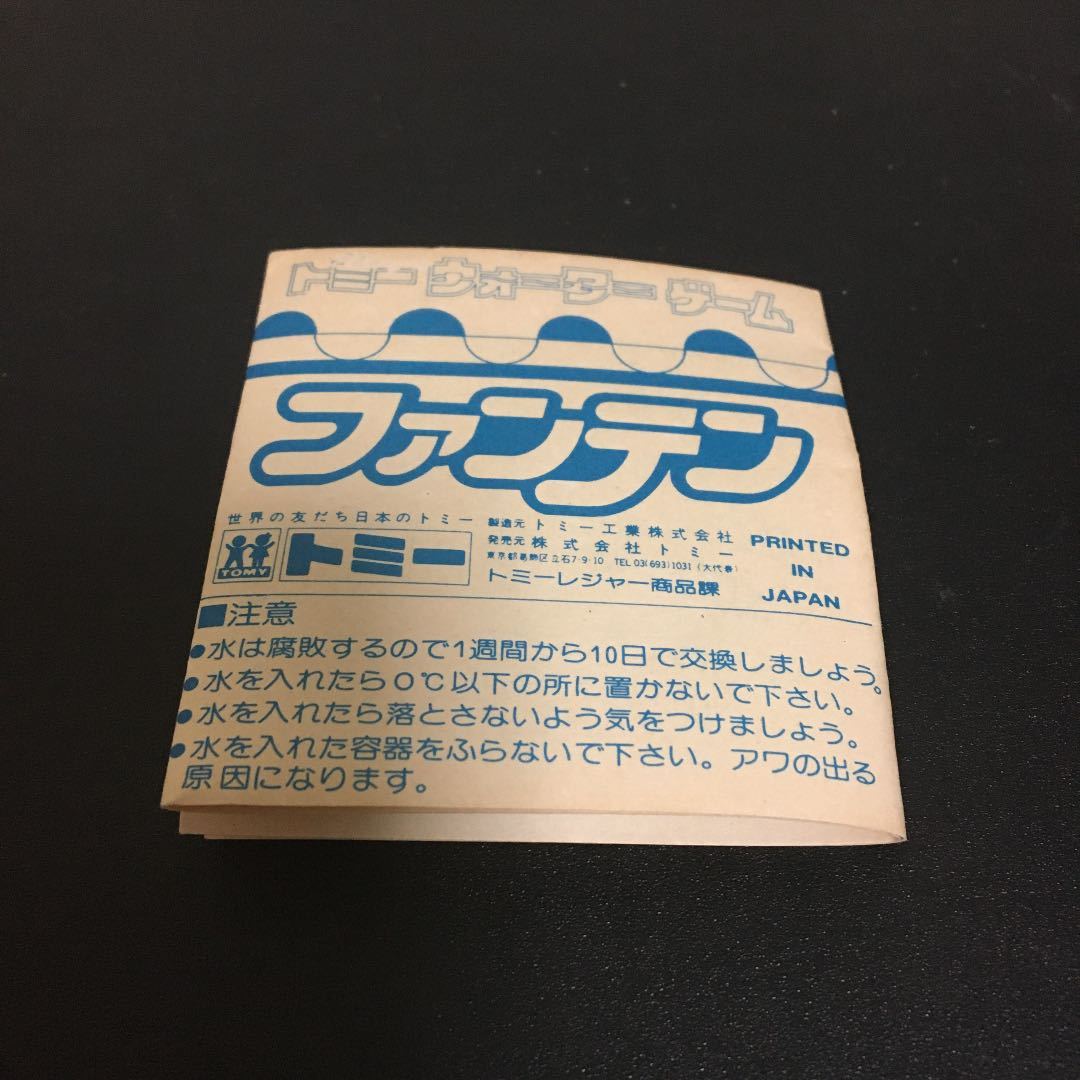 トミー ウォーター ゲーム
ファンテン
世界の友だち日本のトミー
TOMY
トミー
製造元 トミー工業株式会社
発売元 株式会社トミー
東京都葛飾区立石7-9-10 TEL 03(693)1031 (大代表)
トミーレジャー商品課
PRINTED
IN
JAPAN
■注意
●水は腐敗するので1週間から10日で交換しましょう。
●水を入れたら0℃以下の所に置かないで下さい。
●水を入れたら落とさないよう気をつけましょう。
●水を入れた容器をふらないで下さい。アワの出る
原因になります。